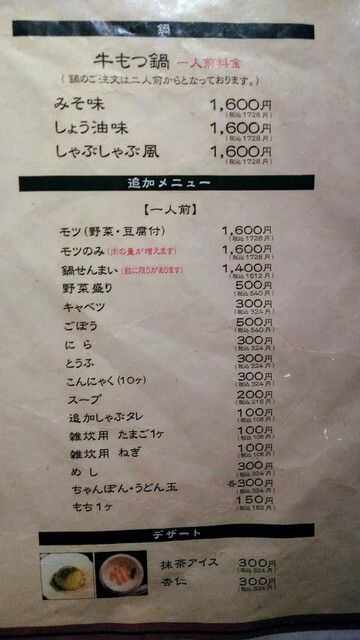 鍋
牛もつ鍋 一人前料金
(鍋のご注文は二人前からとなっております。)
みそ味 1,600円
(税込1728円)
しょう油味 1,600円
(税込1728円)
しゃぶしゃぶ風 1,600円
(税込1728円)
追加メニュー
【一人前】
モツ(野菜・豆腐付) 1,600円
(税込1728円)
モツのみ(肉の量が増えます) 1,600円
(税込1728円)
鍋せんまい(数に限りがあります) 1,400円
(税込1512円)
野菜盛り 500円
(税込540円)
キャベツ 300円
(税込324円)
ごぼう 500円
(税込540円)
にら 300円
(税込324円)
とうふ 300円
(税込324円)
こんにゃく(10ヶ) 300円
(税込324円)
スープ 200円
(税込216円)
追加しゃぶタレ 100円
(税込108円)
雑炊用 たまご1ヶ 100円
(税込108円)
雑炊用 ねぎ 100円
(税込108円)
めし 300円
(税込324円)
ちゃんぽん・うどん玉 各300円
(税込324円)
もち1ヶ 150円
(税込162円)
デザート
抹茶アイス 300円
(税込324円)
杏仁 300円
(税込324円)